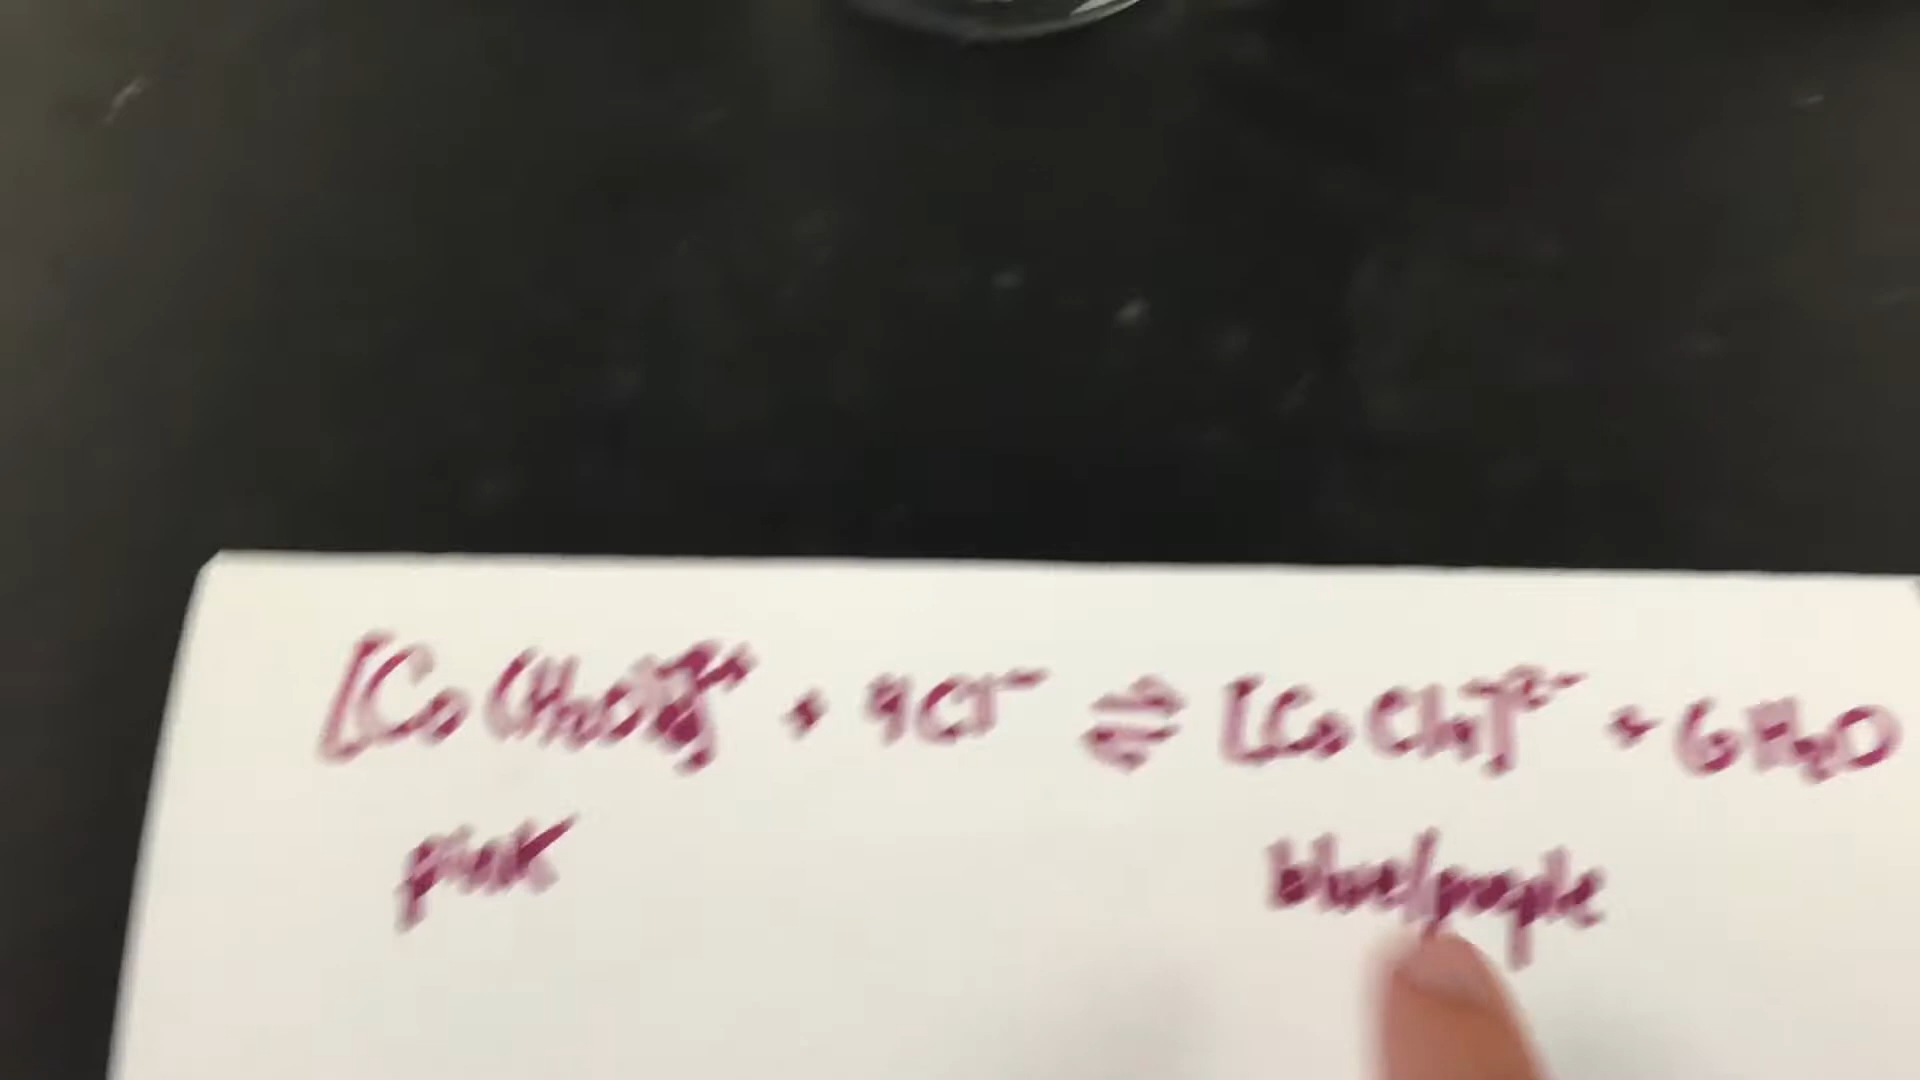 [Co(H₂O)₆]²⁺ + 4Cl⁻ ⇌ [CoCl₄]²⁻ + 6H₂O
pink blue/purple